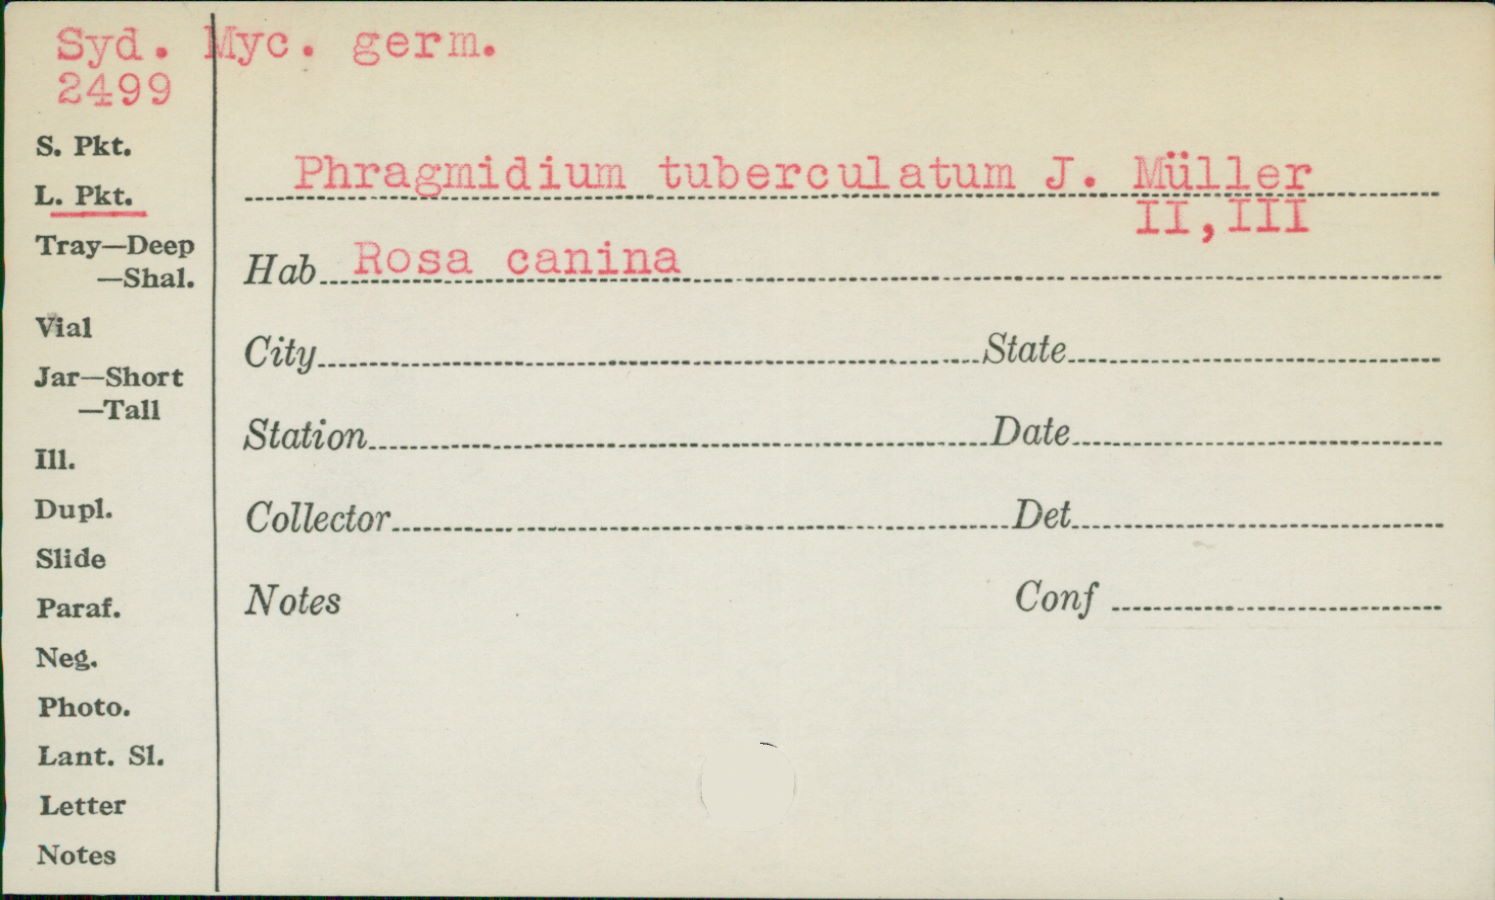 Syd. Myc. germ.
2499
S. Pkt.
L. Pkt.
Tray—Deep
—Shal.
Vial
Jar—Short
—Tall
Ill.
Dupl.
Slide
Paraf.
Neg.
Photo.
Lant. Sl.
Letter
Notes
Phragmidium tuberculatum J. Müller
II,III
Hab Rosa canina
City State
Station Date
Collector Det
Notes Conf